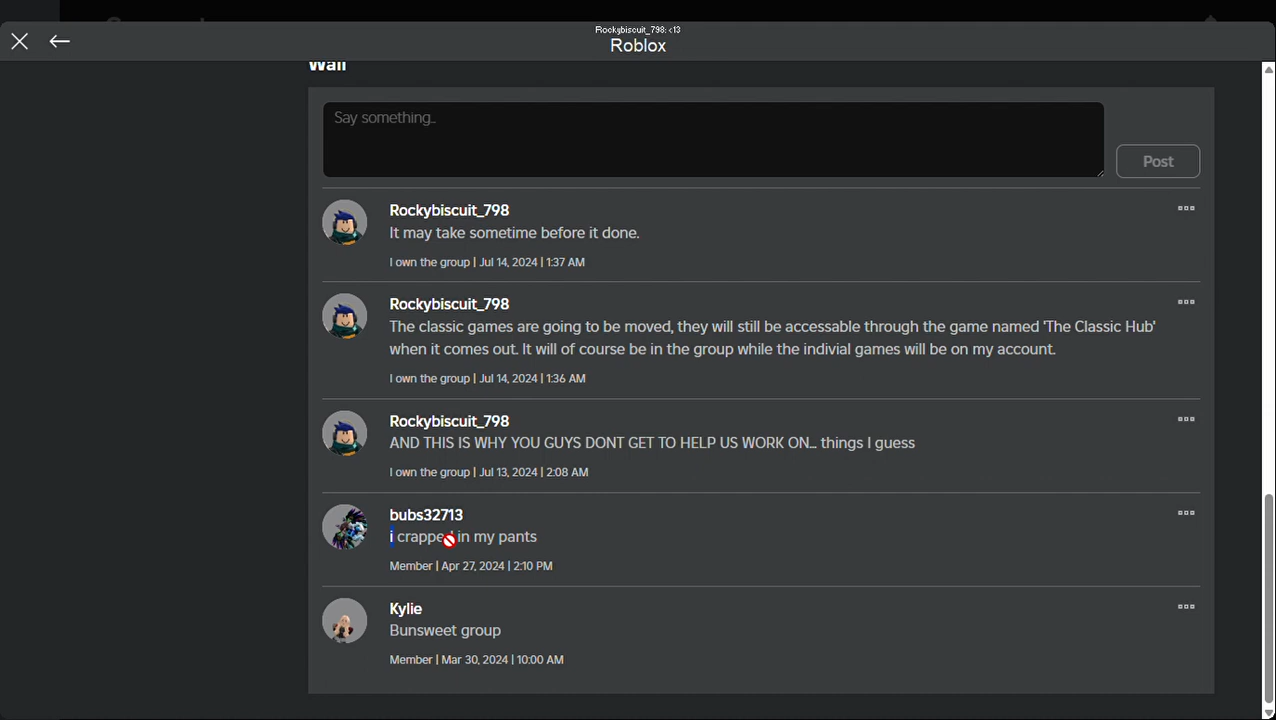 Rockybiscuit_798: <13
Roblox
Wall
Say something...
Post
Rockybiscuit_798
It may take sometime before it done.
I own the group | Jul 14, 2024 | 1:37 AM
Rockybiscuit_798
The classic games are going to be moved, they will still be accessable through the game named 'The Classic Hub'
when it comes out. It will of course be in the group while the indivial games will be on my account.
I own the group | Jul 14, 2024 | 1:36 AM
Rockybiscuit_798
AND THIS IS WHY YOU GUYS DONT GET TO HELP US WORK ON... things I guess
I own the group | Jul 13, 2024 | 2:08 AM
bubs32713
i crapped in my pants
Member | Apr 27, 2024 | 2:10 PM
Kylie
Bunsweet group
Member | Mar 30, 2024 | 10:00 AM